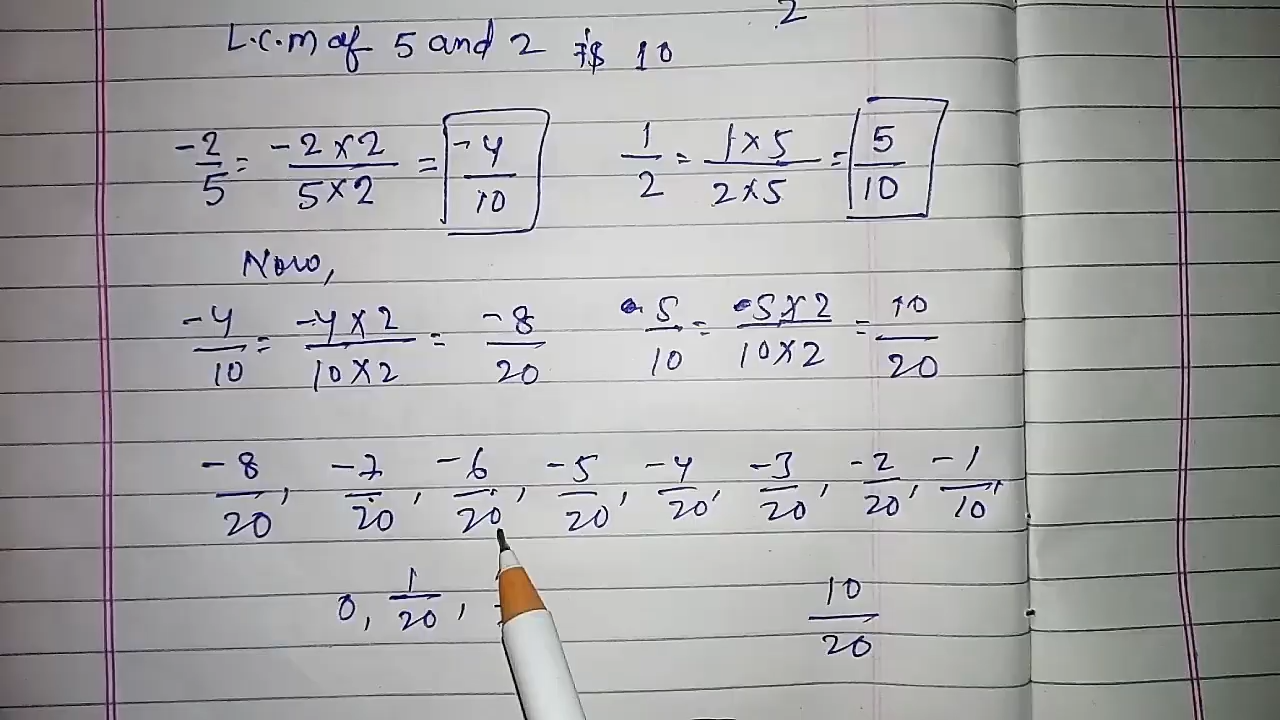 2
L.C.M of 5 and 2 is 10
-2/5 = -2×2/5×2 = -4/10 1/2 = 1×5/2×5 = 5/10
Now,
-4/10 = -4×2/10×2 = -8/20 5/10 = 5×2/10×2 = 10/20
-8/20, -7/20, -6/20, -5/20, -4/20, -3/20, -2/20, -1/10,
0, 1/20, 10/20